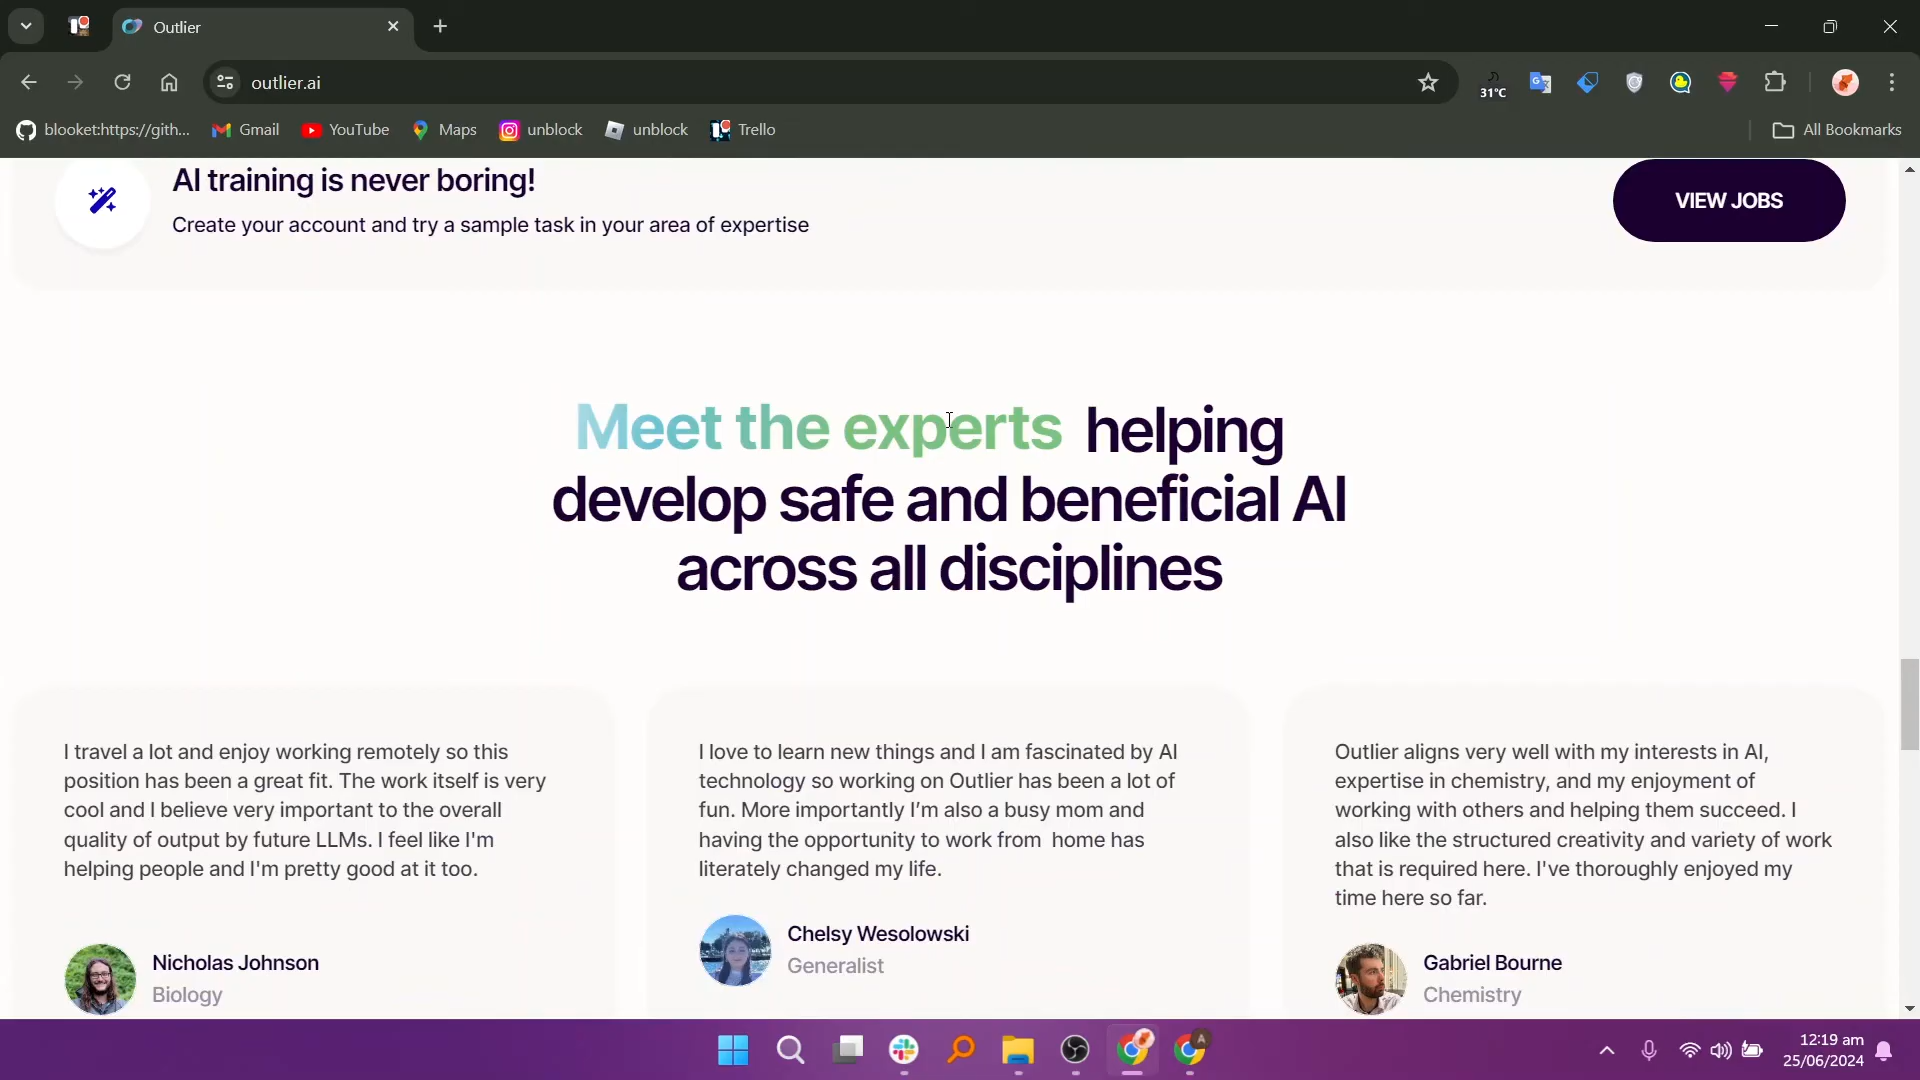 Outlier
outlier.ai
31°C
blooket:https://gith...
Gmail
YouTube
Maps
unblock
unblock
Trello
All Bookmarks
AI training is never boring!
Create your account and try a sample task in your area of expertise
VIEW JOBS
Meet the experts helping
develop safe and beneficial AI
across all disciplines
I travel a lot and enjoy working remotely so this
position has been a great fit. The work itself is very
cool and I believe very important to the overall
quality of output by future LLMs. I feel like I'm
helping people and I'm pretty good at it too.
Nicholas Johnson
Biology
I love to learn new things and I am fascinated by AI
technology so working on Outlier has been a lot of
fun. More importantly I’m also a busy mom and
having the opportunity to work from  home has
literately changed my life.
Chelsy Wesolowski
Generalist
Outlier aligns very well with my interests in AI,
expertise in chemistry, and my enjoyment of
working with others and helping them succeed. I
also like the structured creativity and variety of work
that is required here. I've thoroughly enjoyed my
time here so far.
Gabriel Bourne
Chemistry
A
12:19 am
25/06/2024